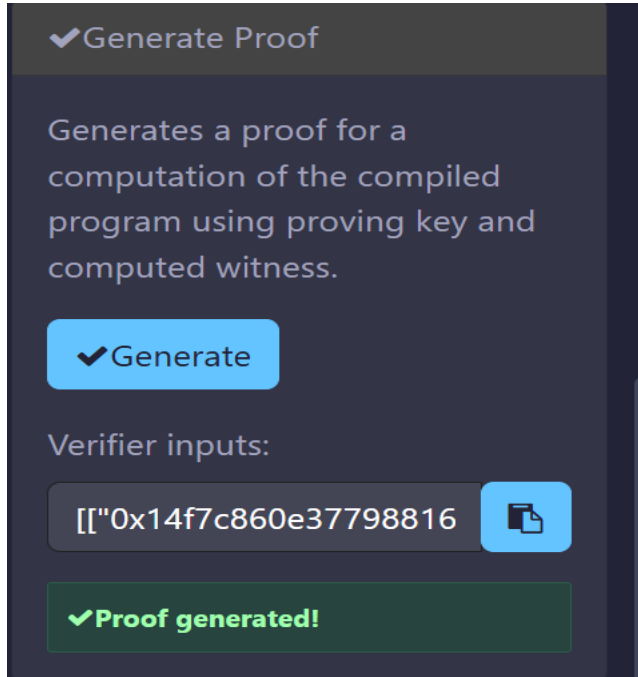 ✔Generate Proof
Generates a proof for a
computation of the compiled
program using proving key and
computed witness.
✔Generate
Verifier inputs:
[["0x14f7c860e37798816
✔Proof generated!